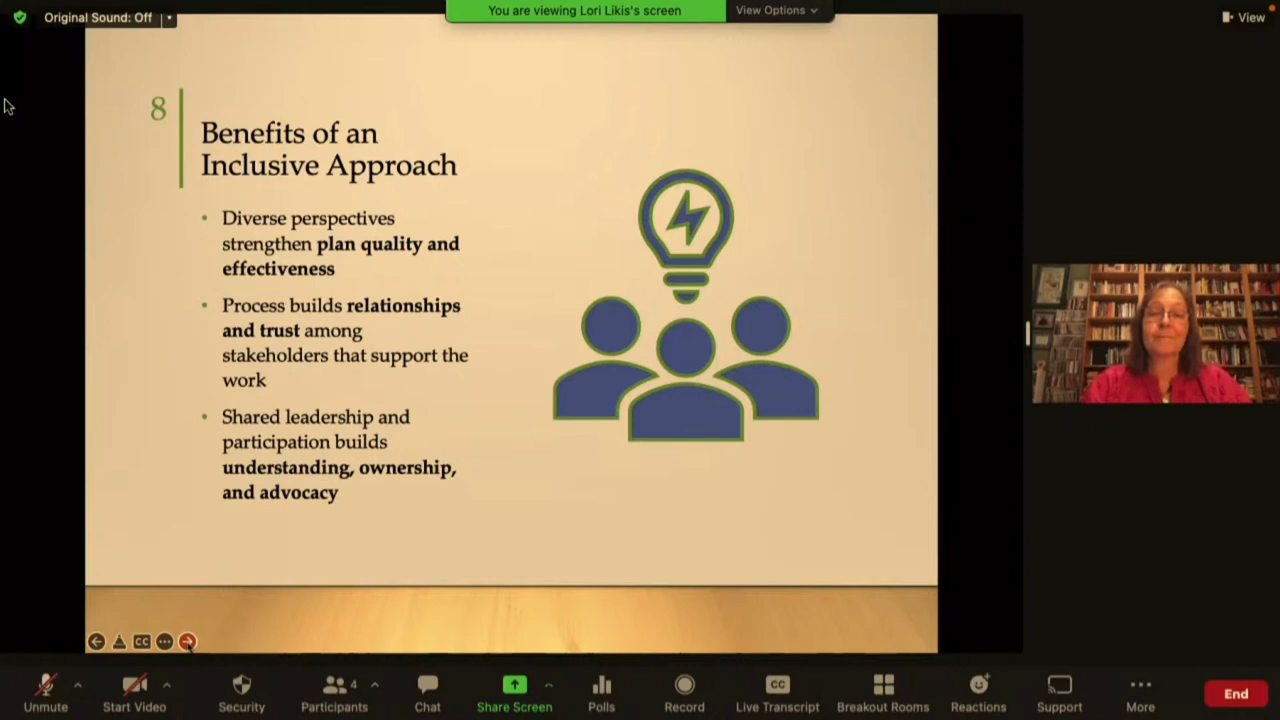 Original Sound: Off
You are viewing Lori Likis's screen
View Options
View
8
Benefits of an
Inclusive Approach
• Diverse perspectives
strengthen plan quality and
effectiveness
• Process builds relationships
and trust among
stakeholders that support the
work
• Shared leadership and
participation builds
understanding, ownership,
and advocacy
CC
4
CC
Unmute
Start Video
Security
Participants
Chat
Share Screen
Polls
Record
Live Transcript
Breakout Rooms
Reactions
Support
More
End